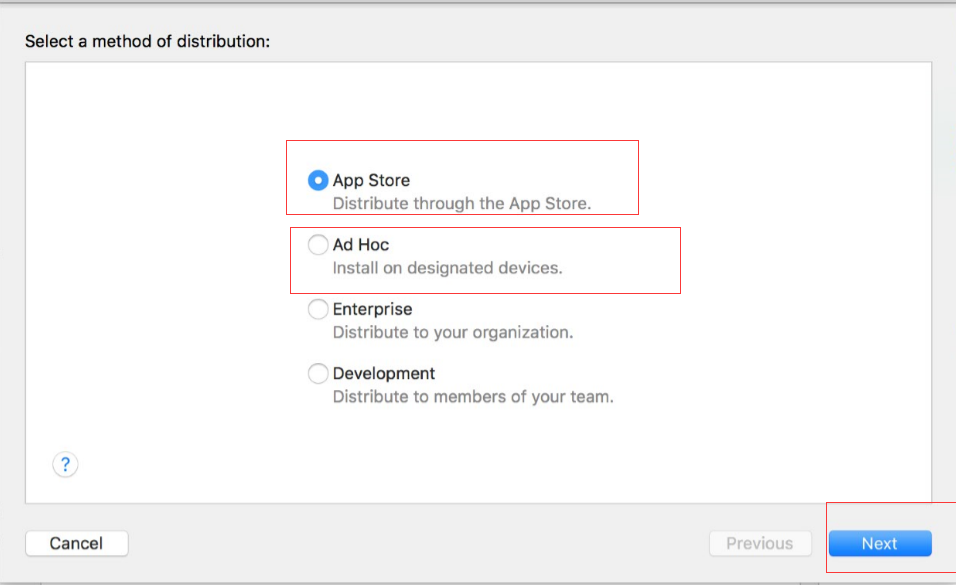 Select a method of distribution:
App Store
Distribute through the App Store.
Ad Hoc
Install on designated devices.
Enterprise
Distribute to your organization.
Development
Distribute to members of your team.
?
Cancel
Previous
Next